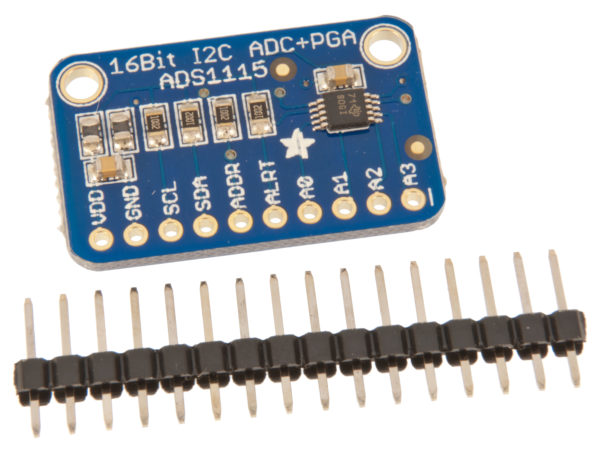 16Bit I2C ADC+PGA
ADS1115
VDD
GND
SCL
SDA
ADDR
ALRT
A0
A1
A2
A3